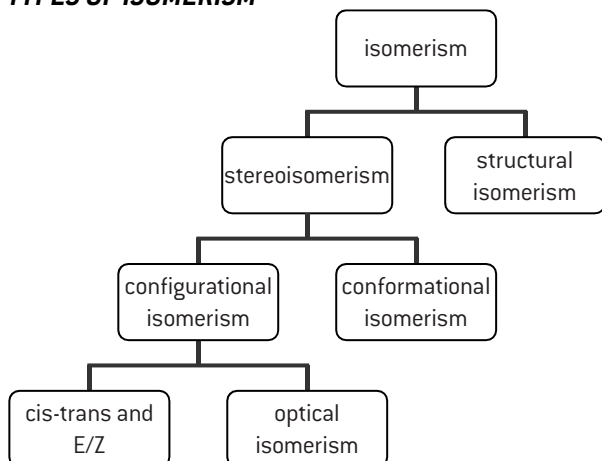 TYPES OF ISOMERISM
isomerism
stereoisomerism
structural
isomerism
configurational
isomerism
conformational
isomerism
cis-trans and
E/Z
optical
isomerism